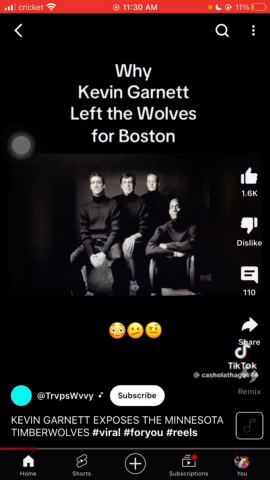 cricket
11:30 AM
11%
Why
Kevin Garnett
Left the Wolves
for Boston
1.6K
Dislike
110
Share
TikTok
@ casholathagos74
Remix
@TrvpsWvvy
Subscribe
KEVIN GARNETT EXPOSES THE MINNESOTA
TIMBERWOLVES #viral #foryou #reels
Home
Shorts
Subscriptions
You